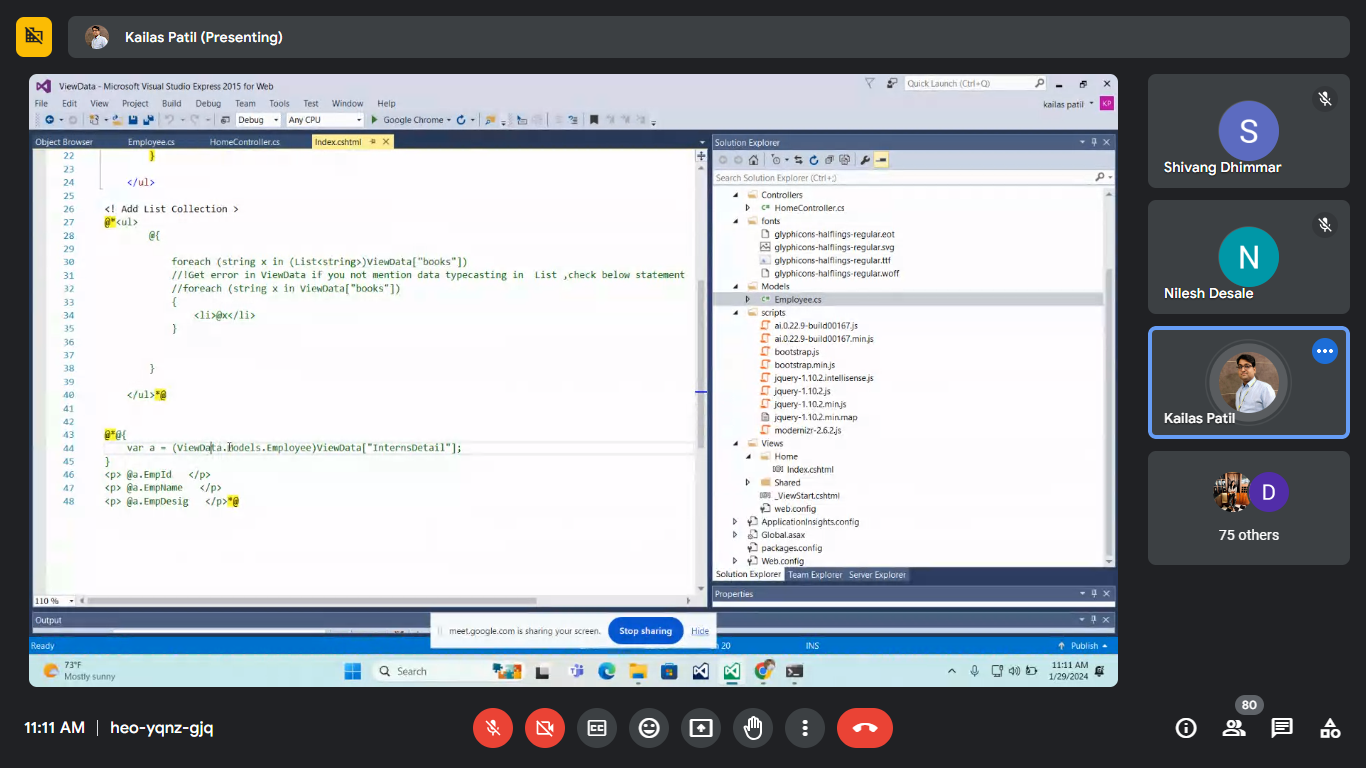 Kailas Patil (Presenting)
ViewData - Microsoft Visual Studio Express 2015 for Web
Quick Launch (Ctrl+Q)
File Edit View Project Build Debug Team Tools Test Window Help
kailas patil
KP
Debug Any CPU Google Chrome
Object Browser Employee.cs HomeController.cs Index.cshtml
22 }
23
24 </ul>
25
26 <! Add List Collection >
27 @*<ul>
28 @{
29
30 foreach (string x in (List<string>)ViewData["books"])
31 //!Get error in ViewData if you not mention data typecasting in List ,check below statement
32 //foreach (string x in ViewData["books"])
33 {
34 <li>@x</li>
35 }
36
37
38 }
39
40 </ul>*@
41
42
43 @*@{
44 var a = (ViewData.Models.Employee)ViewData["InternsDetail"];
45 }
46 <p> @a.EmpId </p>
47 <p> @a.EmpName </p>
48 <p> @a.EmpDesig </p>*@
110 %
Output
Solution Explorer
Search Solution Explorer (Ctrl+;)
Controllers
HomeController.cs
fonts
glyphicons-halflings-regular.eot
glyphicons-halflings-regular.svg
glyphicons-halflings-regular.ttf
glyphicons-halflings-regular.woff
Models
Employee.cs
scripts
ai.0.22.9-build00167.js
ai.0.22.9-build00167.min.js
bootstrap.js
bootstrap.min.js
jquery-1.10.2.intellisense.js
jquery-1.10.2.js
jquery-1.10.2.min.js
jquery-1.10.2.min.map
modernizr-2.6.2.js
Views
Home
Index.cshtml
Shared
_ViewStart.cshtml
web.config
ApplicationInsights.config
Global.asax
packages.config
Web.config
Solution Explorer Team Explorer Server Explorer
Properties
meet.google.com is sharing your screen. Stop sharing Hide
Ready
INS
Publish
73°F
Mostly sunny
Search
11:11 AM
1/29/2024
S
Shivang Dhimmar
N
Nilesh Desale
Kailas Patil
D
75 others
11:11 AM heo-yqnz-gjq
80